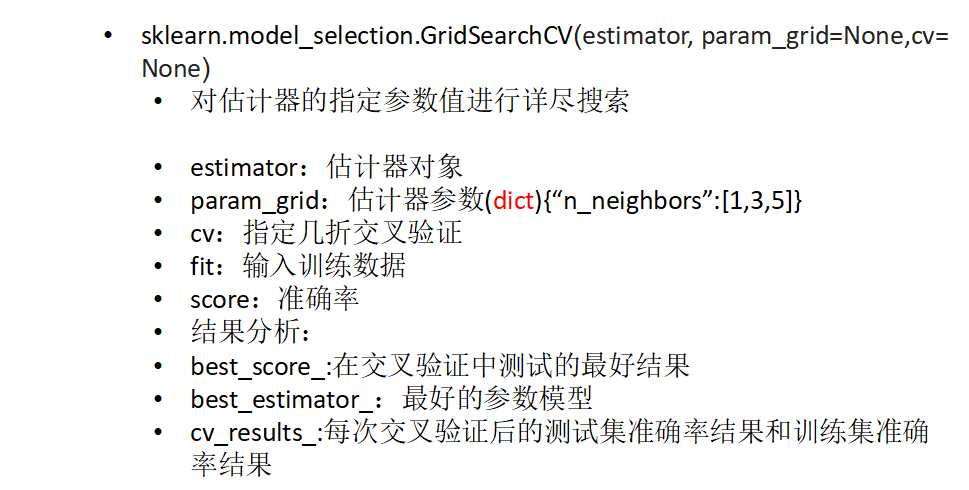 • sklearn.model_selection.GridSearchCV(estimator, param_grid=None,cv=
None)
• 对估计器的指定参数值进行详尽搜索
• estimator：估计器对象
• param_grid：估计器参数(dict){“n_neighbors”:[1,3,5]}
• cv：指定几折交叉验证
• fit：输入训练数据
• score：准确率
• 结果分析：
• best_score_:在交叉验证中测试的最好结果
• best_estimator_：最好的参数模型
• cv_results_:每次交叉验证后的测试集准确率结果和训练集准确
率结果